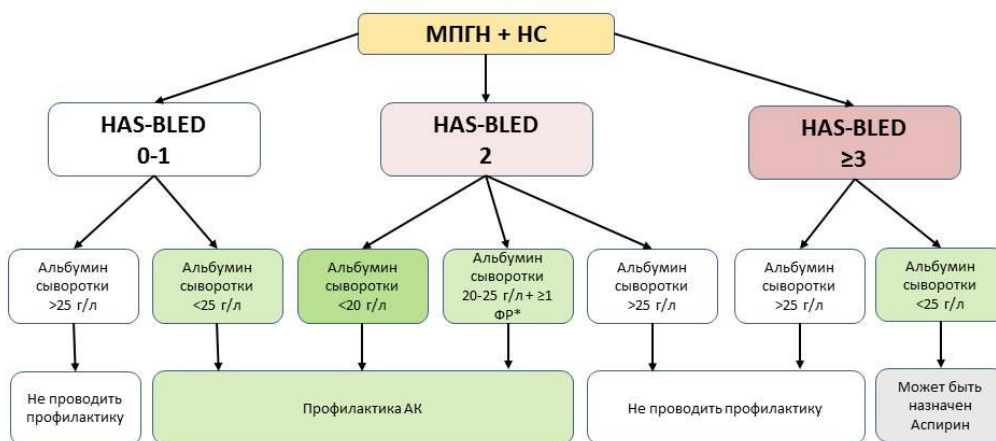 МПГН + НС
HAS-BLED
0-1
HAS-BLED
2
HAS-BLED
≥3
Альбумин
сыворотки
>25 г/л
Альбумин
сыворотки
<25 г/л
Альбумин
сыворотки
<20 г/л
Альбумин
сыворотки
20-25 г/л + ≥1
ФР*
Альбумин
сыворотки
>25 г/л
Альбумин
сыворотки
>25 г/л
Альбумин
сыворотки
<25 г/л
Не проводить
профилактику
Профилактика АК
Не проводить профилактику
Может быть
назначен
Аспирин